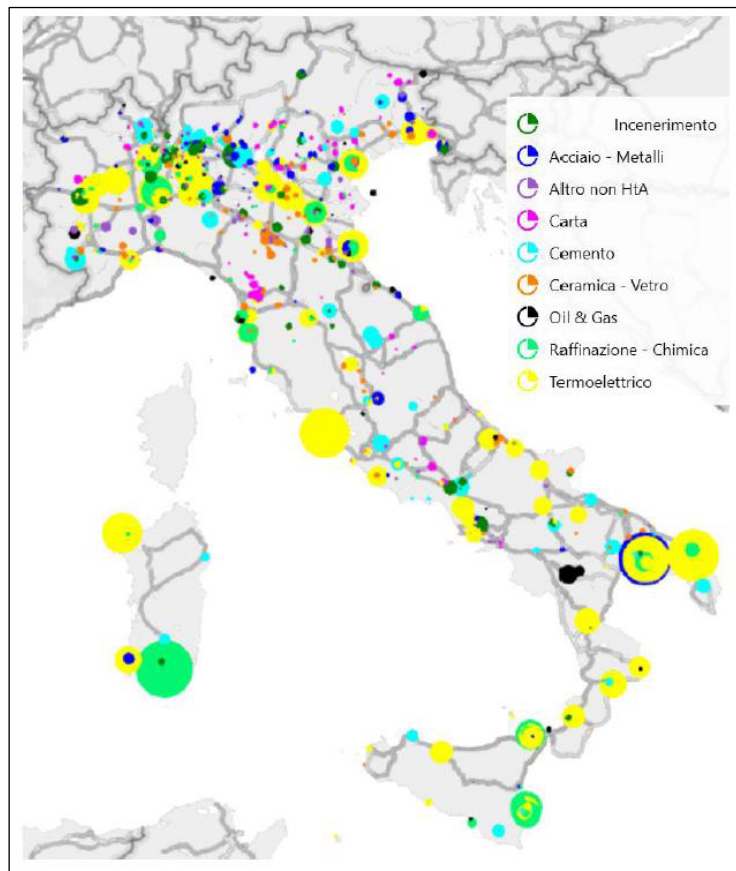 Incenerimento
Acciaio - Metalli
Altro non HtA
Carta
Cemento
Ceramica - Vetro
Oil & Gas
Raffinazione - Chimica
Termoelettrico